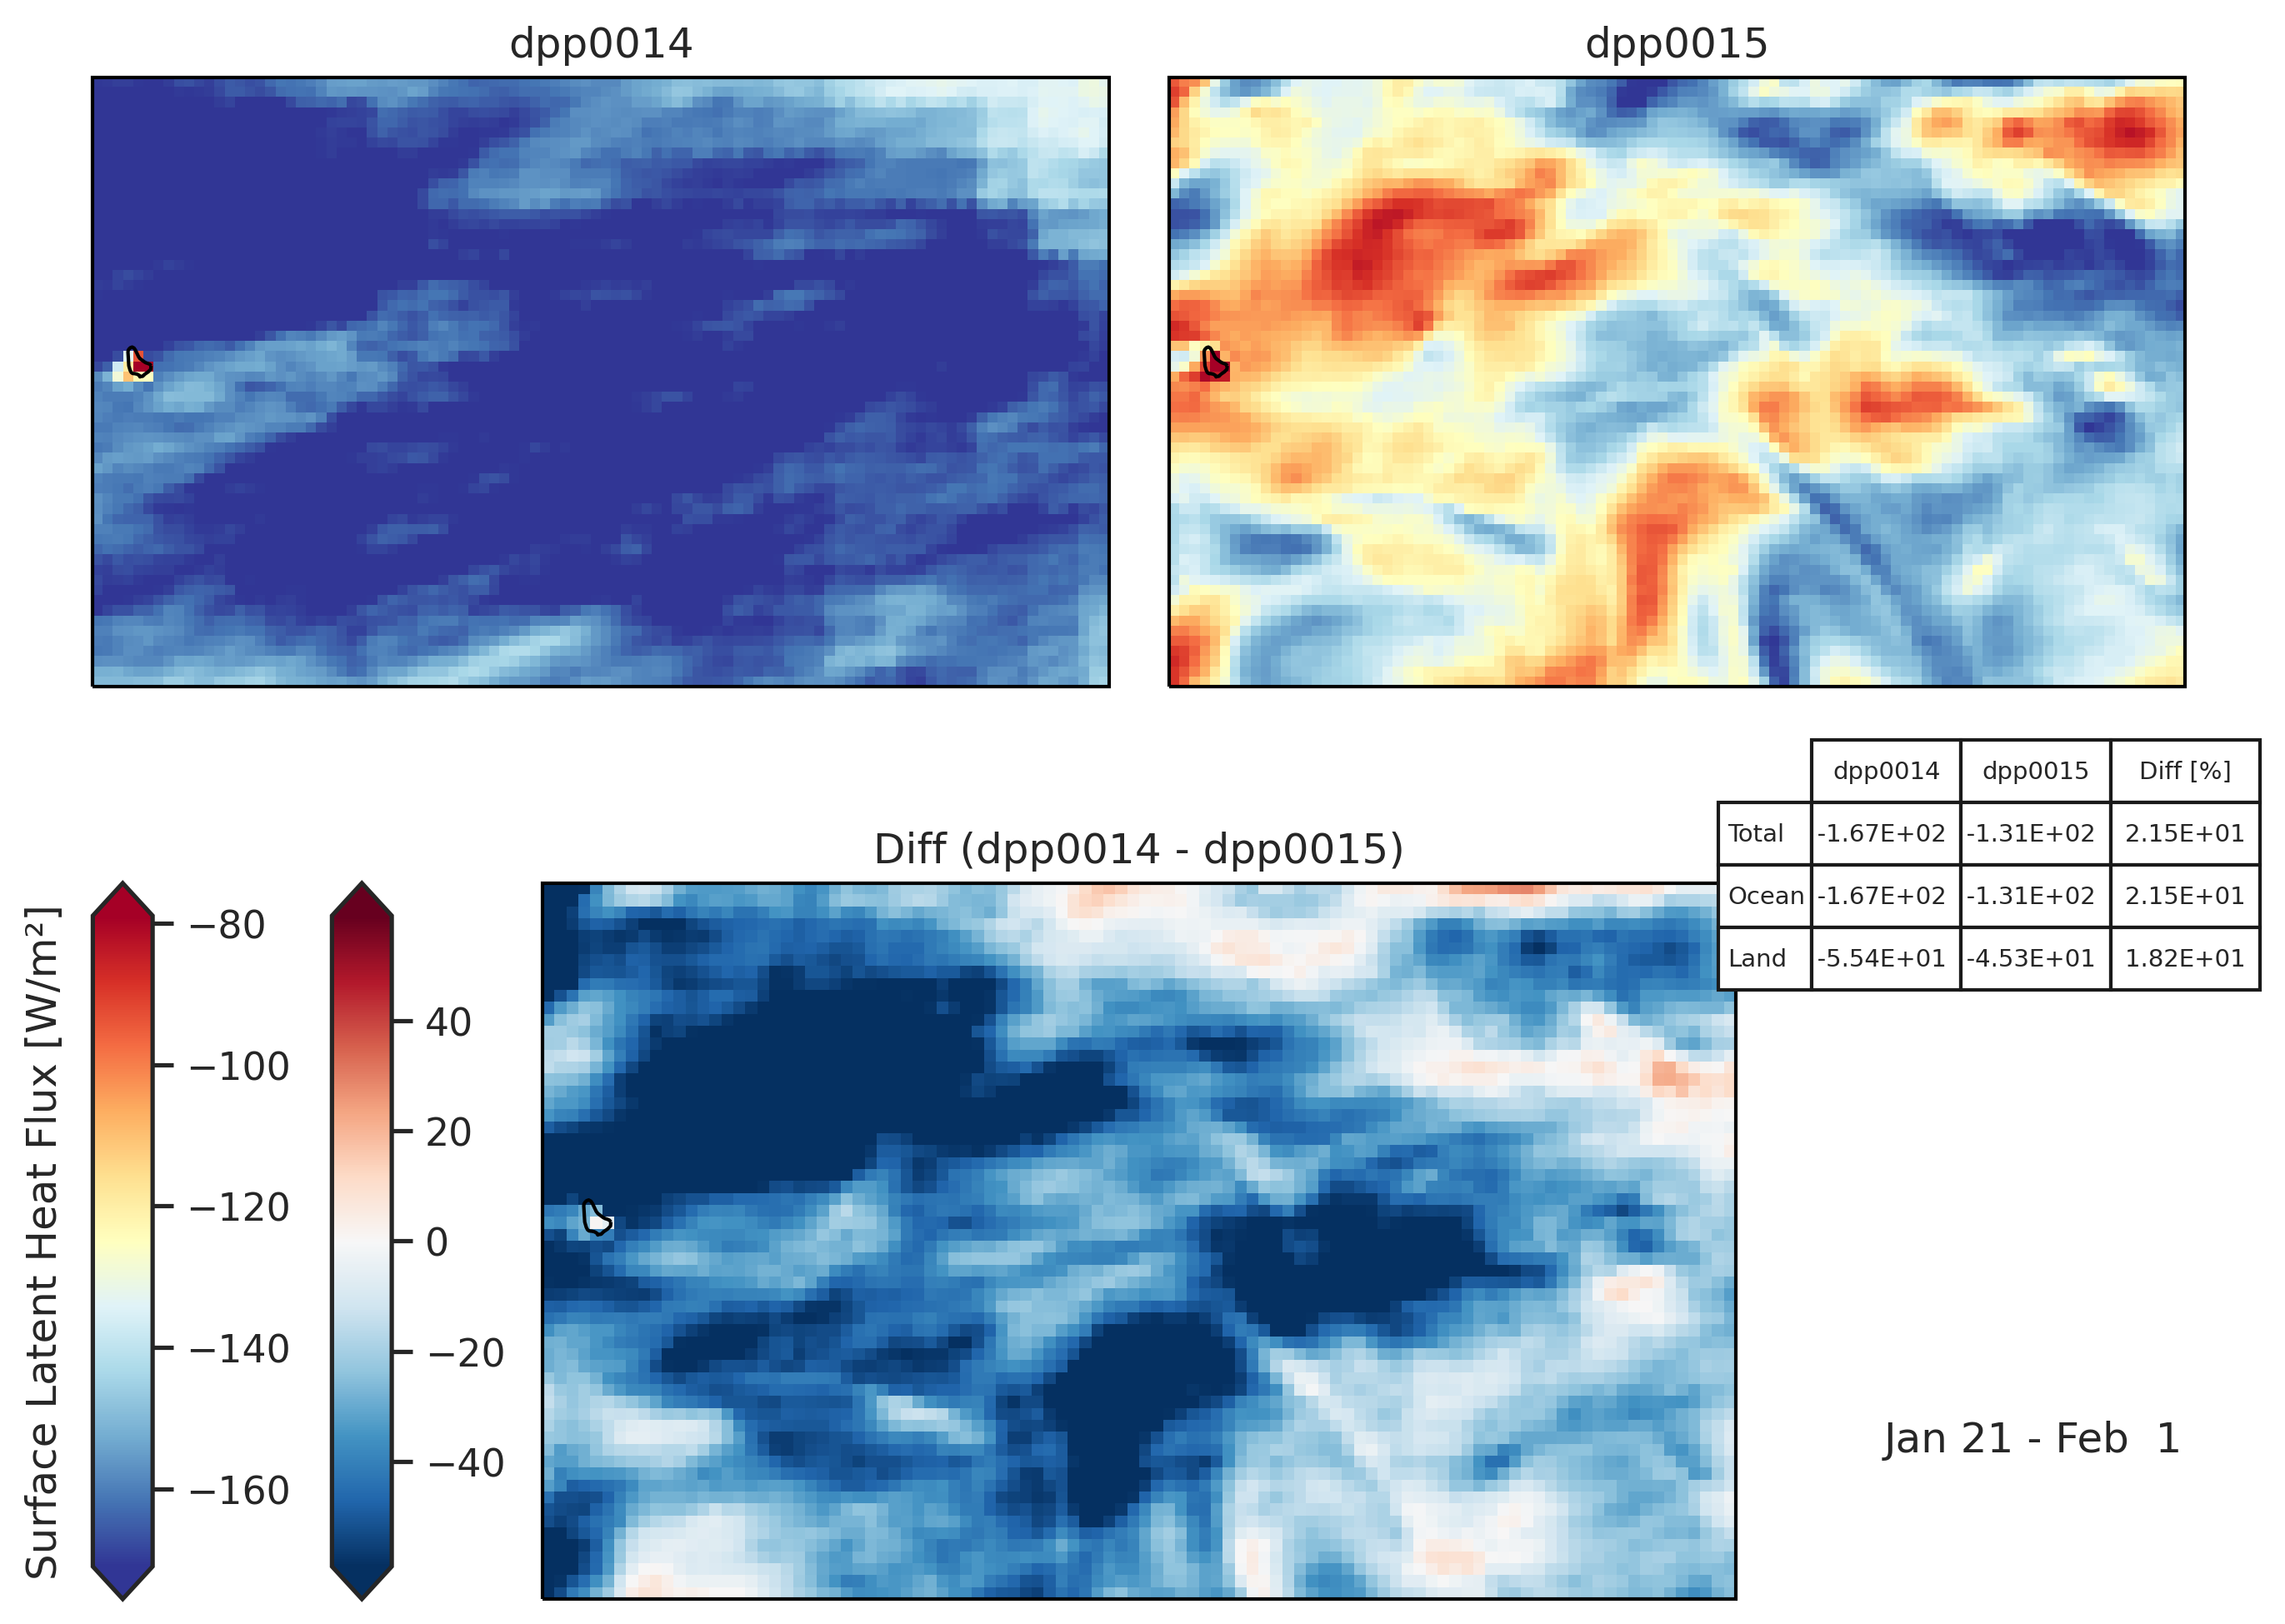 dpp0014
dpp0015
dpp0014 dpp0015 Diff [%]
Total -1.67E+02 -1.31E+02 2.15E+01
Ocean -1.67E+02 -1.31E+02 2.15E+01
Land -5.54E+01 -4.53E+01 1.82E+01
Diff (dpp0014 - dpp0015)
Surface Latent Heat Flux [W/m²]
−80
−100
−120
−140
−160
40
20
0
−20
−40
Jan 21 - Feb  1